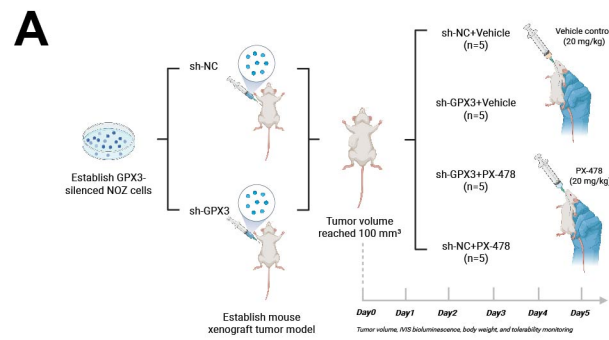 A
sh-NC
Establish GPX3-
silenced NOZ cells
sh-GPX3
Establish mouse
xenograft tumor model
Tumor volume
reached 100 mm³
sh-NC+Vehicle
(n=5)
sh-GPX3+Vehicle
(n=5)
sh-GPX3+PX-478
(n=5)
sh-NC+PX-478
(n=5)
Vehicle contro
(20 mg/kg)
PX-478
(20 mg/kg)
Day0 Day1 Day2 Day3 Day4 Day5
Tumor volume, IVIS bioluminescence, body weight, and tolerability monitoring